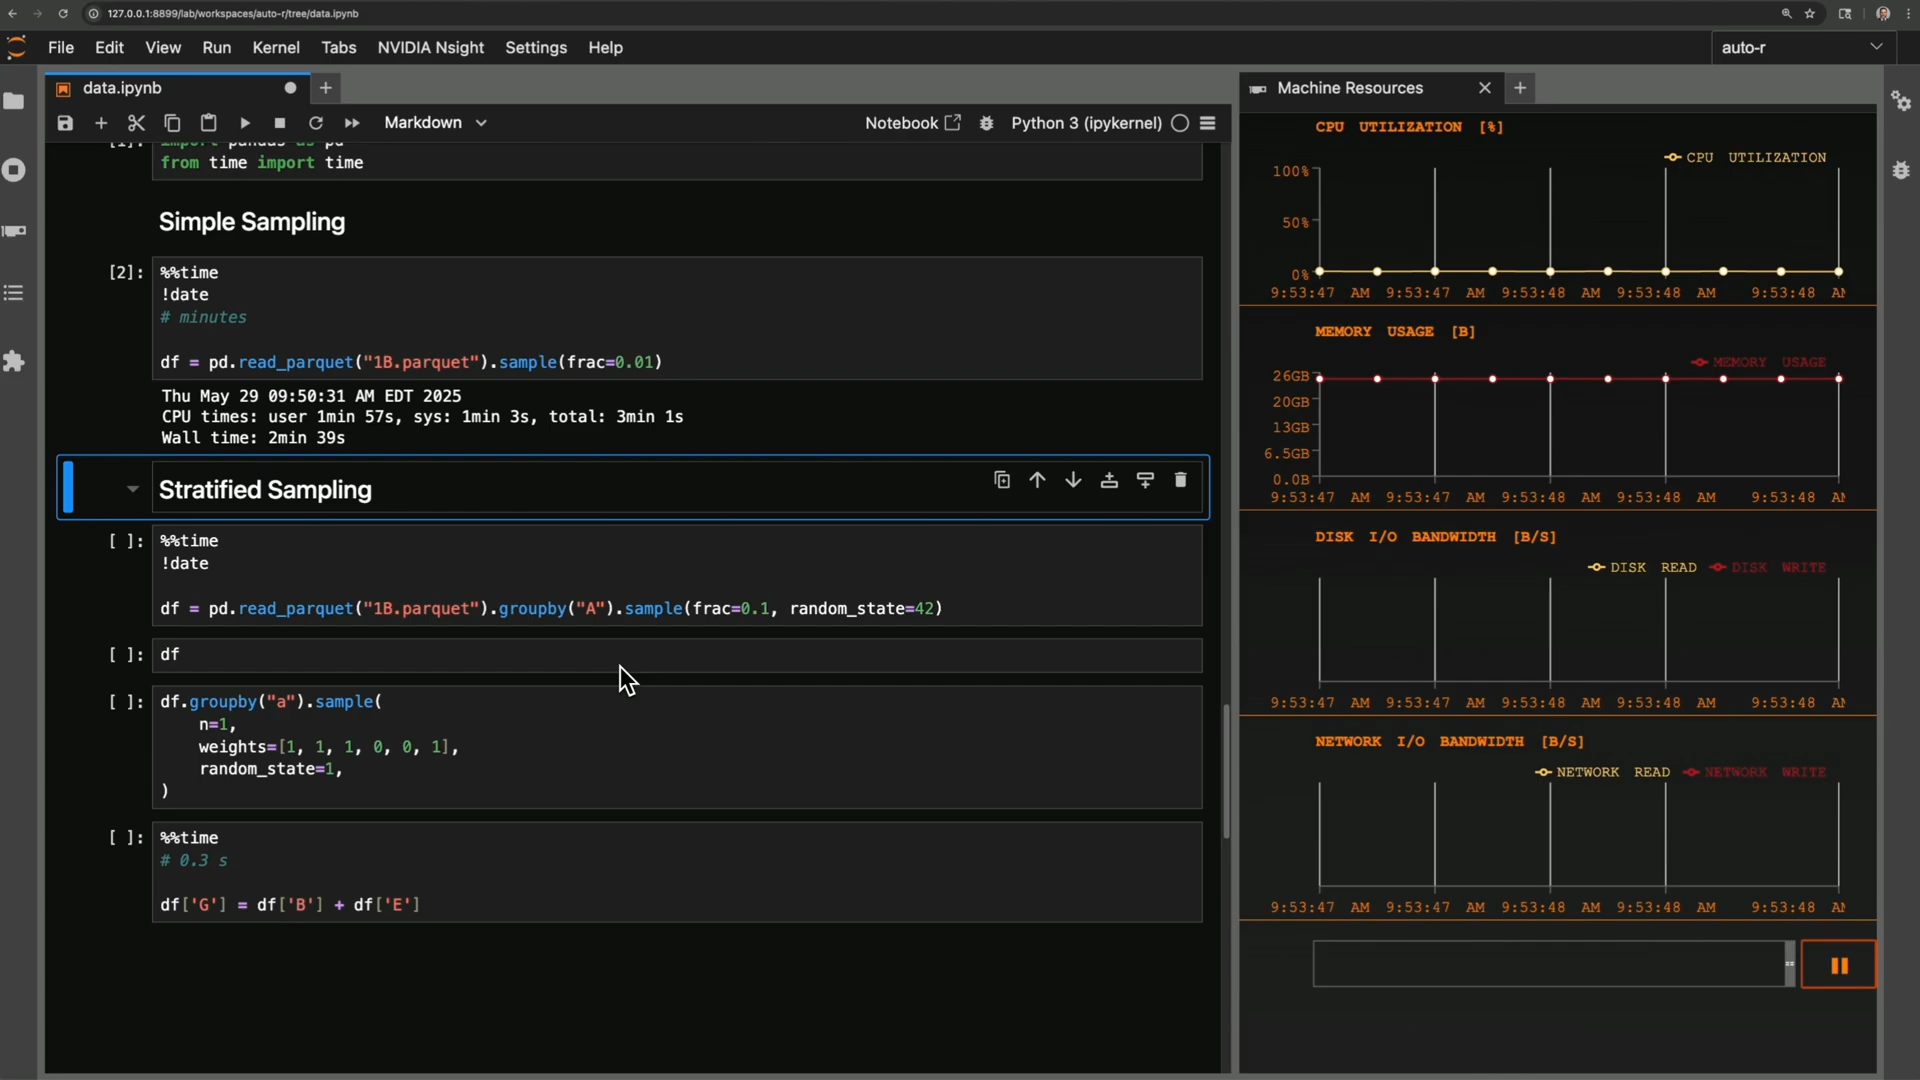 127.0.0.1:8899/lab/workspaces/auto-r/tree/data.ipynb
File Edit View Run Kernel Tabs NVIDIA Nsight Settings Help
auto-r
data.ipynb
Markdown
Notebook
Python 3 (ipykernel)
[1]: import pandas as pd
from time import time
Simple Sampling
[2]: %%time
!date
# minutes
df = pd.read_parquet("1B.parquet").sample(frac=0.01)
Thu May 29 09:50:31 AM EDT 2025
CPU times: user 1min 57s, sys: 1min 3s, total: 3min 1s
Wall time: 2min 39s
Stratified Sampling
[ ]: %%time
!date
df = pd.read_parquet("1B.parquet").groupby("A").sample(frac=0.1, random_state=42)
[ ]: df
[ ]: df.groupby("a").sample(
n=1,
weights=[1, 1, 1, 0, 0, 1],
random_state=1,
)
[ ]: %%time
# 0.3 s
df['G'] = df['B'] + df['E']
Machine Resources
CPU UTILIZATION [%]
CPU UTILIZATION
100%
50%
0%
9:53:47 AM 9:53:47 AM 9:53:48 AM 9:53:48 AM 9:53:48 AM
MEMORY USAGE [B]
MEMORY USAGE
26GB
20GB
13GB
6.5GB
0.0B
9:53:47 AM 9:53:47 AM 9:53:48 AM 9:53:48 AM 9:53:48 AM
DISK I/O BANDWIDTH [B/S]
DISK READ DISK WRITE
9:53:47 AM 9:53:47 AM 9:53:48 AM 9:53:48 AM 9:53:48 AM
NETWORK I/O BANDWIDTH [B/S]
NETWORK READ NETWORK WRITE
9:53:47 AM 9:53:47 AM 9:53:48 AM 9:53:48 AM 9:53:48 AM